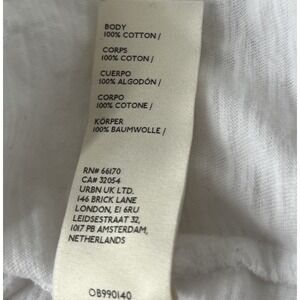 BODY
100% COTTON /
CORPS
100% COTON /
CUERPO
100% ALGODÓN /
CORPO
100% COTONE /
KÖRPER
100% BAUMWOLLE /
RN# 66170
CA# 32054
URBN UK LTD.
146 BRICK LANE
LONDON, E1 6RU
LEIDSESTRAAT 32,
1017 PB AMSTERDAM,
NETHERLANDS
OB990140